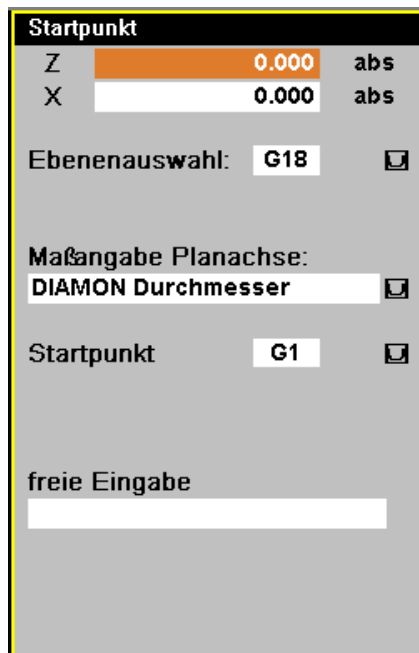 Startpunkt
Z 0.000 abs
X 0.000 abs
Ebenenauswahl: G18
Maßangabe Planachse:
DIAMON Durchmesser
Startpunkt G1
freie Eingabe